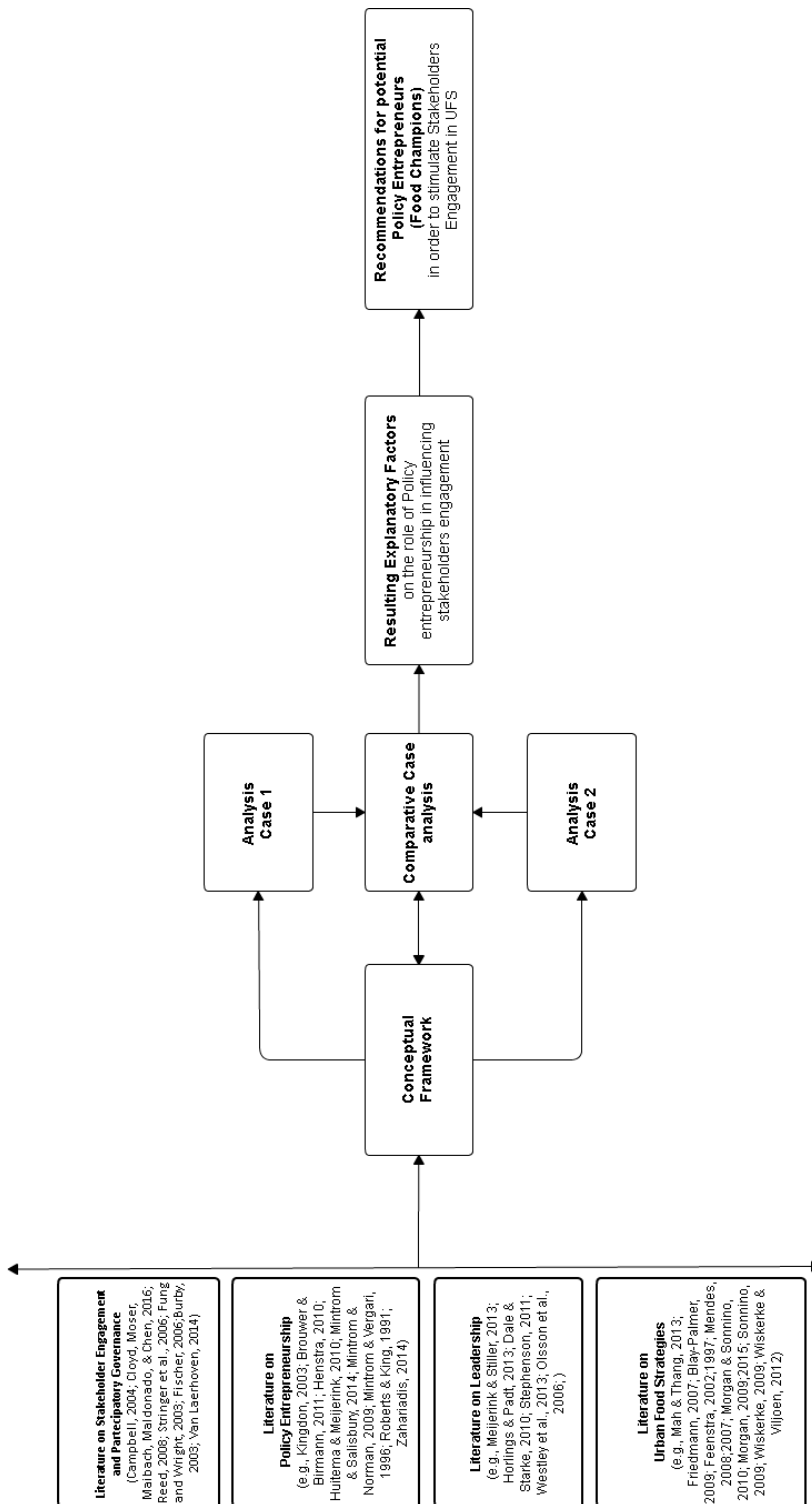 Literature on Stakeholder Engagement
and Partecipatory Governance
(Campbell, 2004; Cloyd, Moser,
Maibach, Maldonado, & Chen, 2016;
Reed, 2008; Stringer et al., 2006; Fung
and Wright, 2003; Fischer, 2006;Burby,
2003; Van Laerhoven, 2014)
Literature on
Policy Entrepreneurship
(e.g., Kingdon, 2003; Brouwer &
Birmann, 2011; Henstra, 2010;
Huitema & Meijerink, 2010; Mintrom
& Salisbury, 2014; Mintrom &
Norman, 2009; Mintrom & Vergari,
1996; Roberts & King, 1991;
Zahariadis, 2014)
Literature on Leadership
(e.g., Meijerink & Stiller, 2013;
Horlings & Padt, 2013; Dale &
Starke, 2010; Stephenson, 2011;
Westley et al., 2013; Olsson et al.,
2006;)
Literature on
Urban Food Strategies
(e.g., Mah & Thang, 2013;
Friedmann, 2007; Blay-Palmer,
2009; Feenstra, 2002;1997; Mendes,
2008;2007; Morgan & Sonnino,
2010; Morgan, 2009;2015; Sonnino,
2009; Wiskerke, 2009; Wiskerke &
Viljoen, 2012)
Conceptual
Framework
Analysis
Case 1
Comparative Case
analysis
Analysis
Case 2
Resulting Explanatory Factors
on the role of Policy
entrepreneurship in influencing
stakeholders engagement
Recommendations for potential
Policy Entrepreneurs
(Food Champions)
in order to stimulate Stakeholders
Engagement in UFS